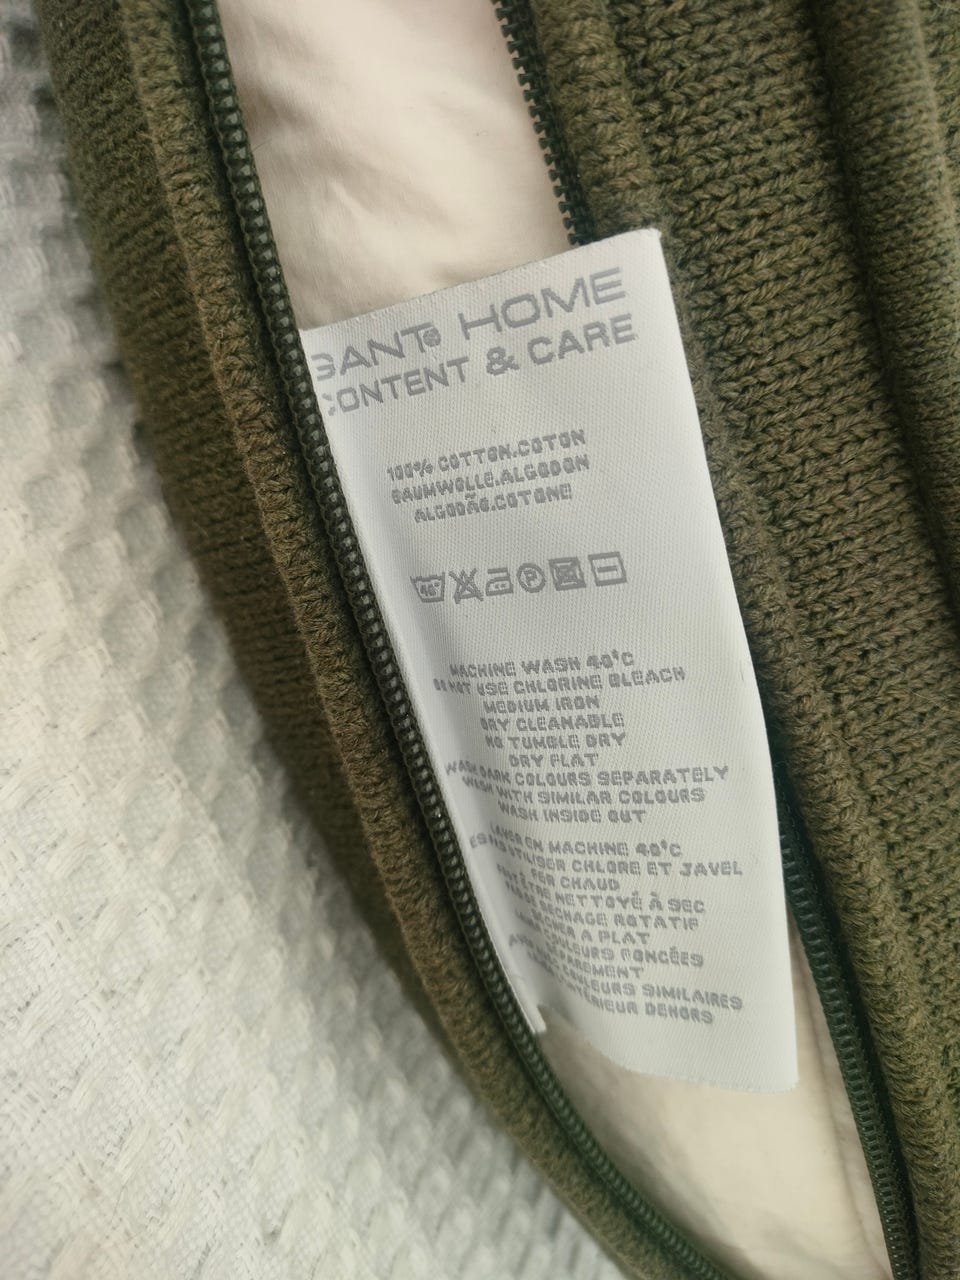 GANT® HOME
CONTENT & CARE
100% COTTON.COTON
BAUMWOLLE.ALGODON
ALGODÃO.COTONE
40° P
MACHINE WASH 40°C
DO NOT USE CHLORINE BLEACH
MEDIUM IRON
DRY CLEANABLE
NO TUMBLE DRY
DRY FLAT
WASH DARK COLOURS SEPARATELY
WASH WITH SIMILAR COLOURS
WASH INSIDE OUT
LAVER EN MACHINE 40°C
UTILISER CHLORE ET JAVEL
FER CHAUD
ÊTRE NETTOYÉ À SEC
SÉCHAGE ROTATIF
A PLAT
COULEURS FONCÉES
SÉPAREMENT
COULEURS SIMILAIRES
INTÉRIEUR DEHORS